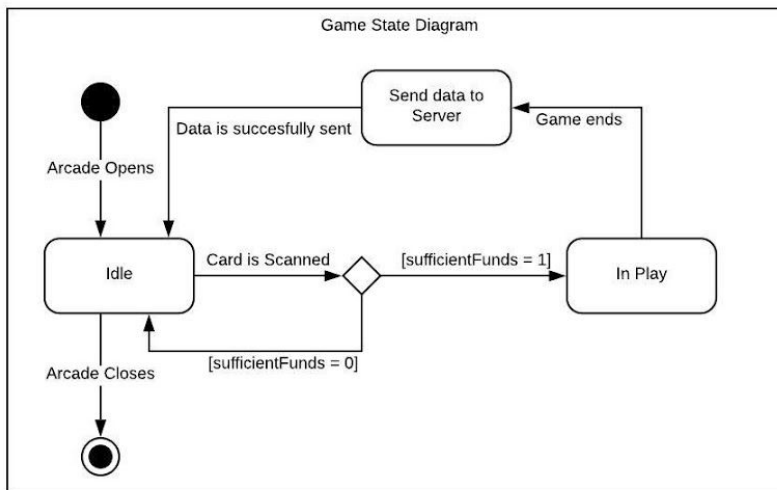 Game State Diagram
Send data to
Server
Data is succesfully sent
Game ends
Arcade Opens
Idle
Card is Scanned
[sufficientFunds = 1]
In Play
[sufficientFunds = 0]
Arcade Closes